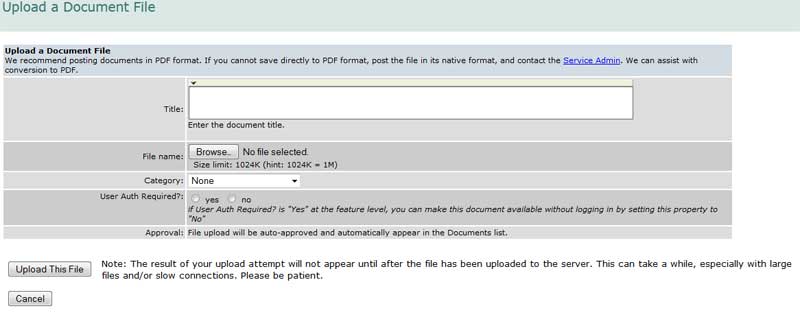 Upload a Document File
Upload a Document File
We recommend posting documents in PDF format. If you cannot save directly to PDF format, post the file in its native format, and contact the Service Admin. We can assist with
conversion to PDF.
Title:
Enter the document title.
File name: Browse.. No file selected.
Size limit: 1024K (hint: 1024K = 1M)
Category: None
User Auth Required?: yes no
if User Auth Required? is "Yes" at the feature level, you can make this document available without logging in by setting this property to
"No"
Approval: File upload will be auto-approved and automatically appear in the Documents list.
Upload This File Note: The result of your upload attempt will not appear until after the file has been uploaded to the server. This can take a while, especially with large
files and/or slow connections. Please be patient.
Cancel